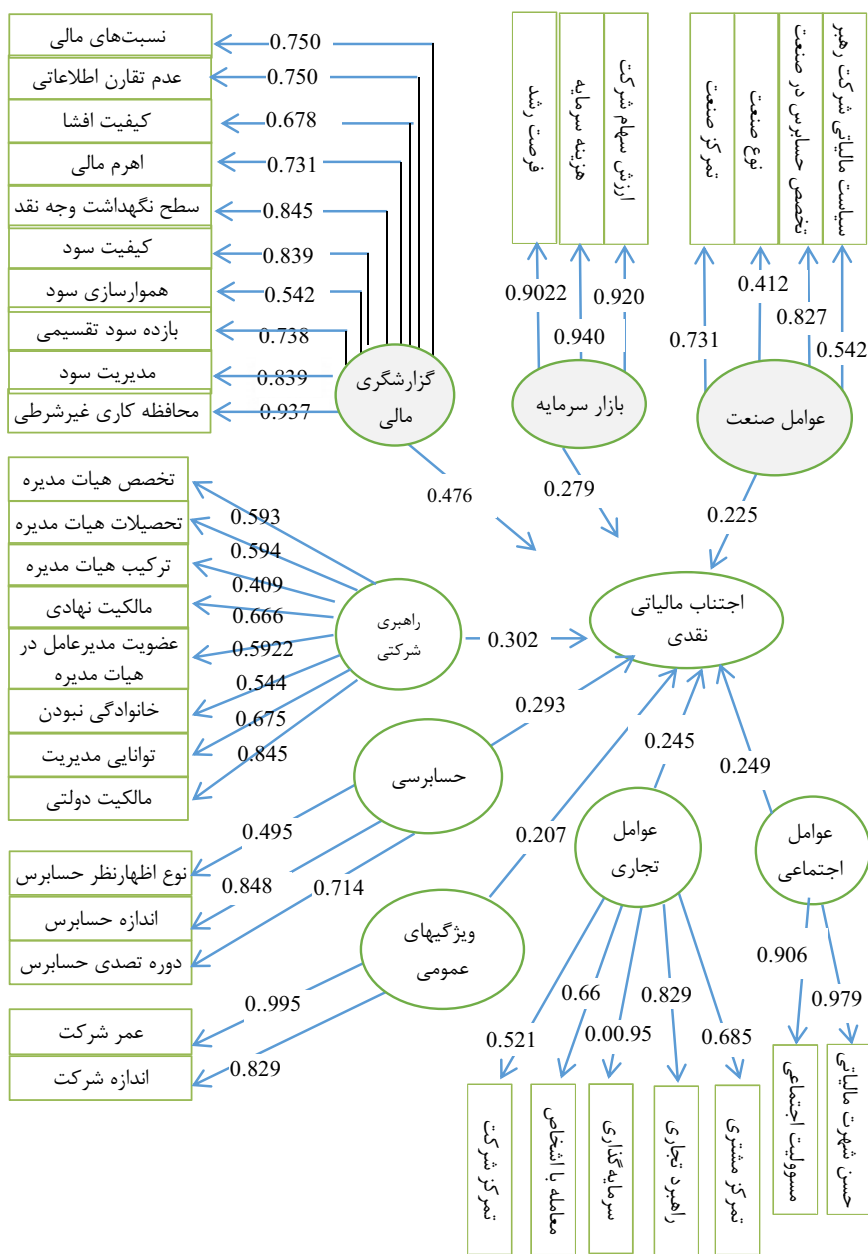 نسبت‌های مالی
0.750
عدم تقارن اطلاعاتی
0.750
کیفیت افشا
0.678
اهرم مالی
0.731
سطح نگهداشت وجه نقد
0.845
کیفیت سود
0.839
هموارسازی سود
0.542
بازده سود تقسیمی
0.738
مدیریت سود
0.839
محافظه کاری غیرشرطی
0.937
گزارشگری
مالی
0.476
فرصت رشد
هزینه سرمایه
ارزش سهام شرکت
0.9022
0.940
0.920
بازار سرمایه
0.279
تمرکز صنعت
نوع صنعت
تخصص حسابرس در صنعت
سیاست مالیاتی شرکت رهبر
0.731
0.412
0.827
0.542
عوامل صنعت
0.225
اجتناب مالیاتی
نقدی
تخصص هیات مدیره
0.593
تحصیلات هیات مدیره
0.594
ترکیب هیات مدیره
0.409
مالکیت نهادی
0.666
عضویت مدیرعامل در
هیات مدیره
0.5922
خانوادگی نبودن
0.544
توانایی مدیریت
0.675
مالکیت دولتی
0.845
راهبری
شرکتی
0.302
حسابرسی
0.293
نوع اظهارنظر حسابرس
0.495
اندازه حسابرس
0.848
دوره تصدی حسابرس
0.714
ویژگیهای
عمومی
0.207
عمر شرکت
0..995
اندازه شرکت
0.829
عوامل
تجاری
0.245
0.521
0.66
0.00.95
0.829
0.685
تمرکز شرکت
معامله با اشخاص
سرمایه‌گذاری
راهبرد تجاری
تمرکز مشتری
عوامل
اجتماعی
0.249
0.906
0.979
مسوولیت اجتماعی
حسن شهرت مالیاتی